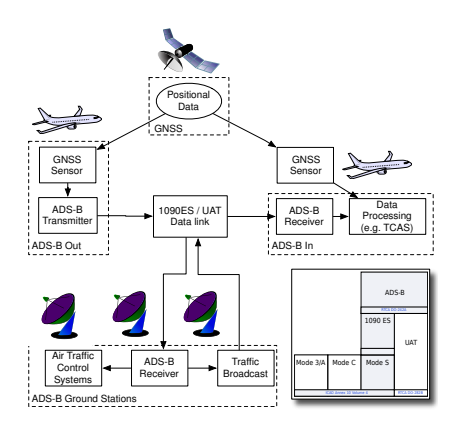 Positional
Data
GNSS
GNSS
Sensor
GNSS
Sensor
ADS-B
Transmitter
1090ES / UAT
Data link
ADS-B
Receiver
Data
Processing
(e.g. TCAS)
ADS-B Out
ADS-B In
Air Traffic
Control
Systems
ADS-B
Receiver
Traffic
Broadcast
ADS-B Ground Stations
ADS-B
1090 ES
UAT
Mode 3/A
Mode C
Mode S